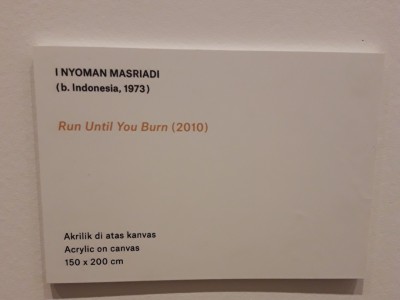 I NYOMAN MASRIADI
(b. Indonesia, 1973)
Run Until You Burn (2010)
Akrilik di atas kanvas
Acrylic on canvas
150 x 200 cm